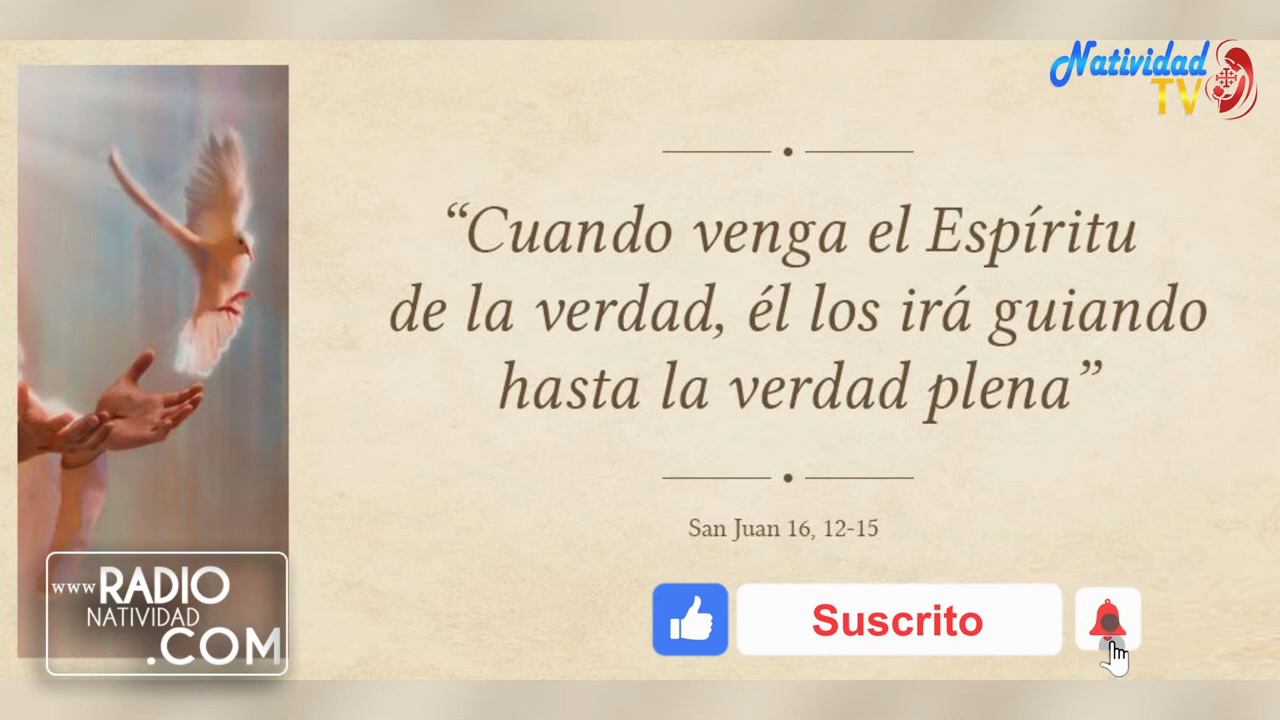 Natividad
TV
“Cuando venga el Espíritu
de la verdad, él los irá guiando
hasta la verdad plena”
San Juan 16, 12-15
www RADIO
NATIVIDAD
.COM
Suscrito